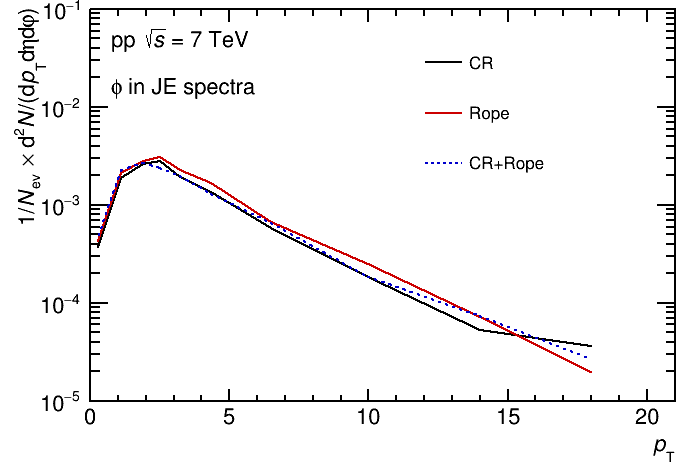 10⁻¹
pp √s = 7 TeV
CR
ϕ in JE spectra
10⁻²
Rope
CR+Rope
1/N_ev × d²N/(dp_T dηdφ)
10⁻³
10⁻⁴
10⁻⁵
0 5 10 15 20
p_T